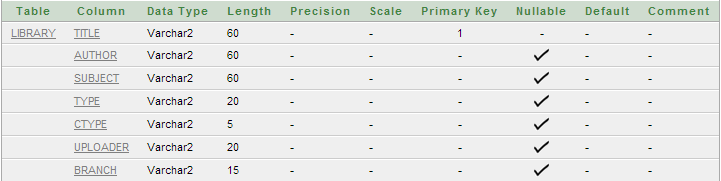 Table Column Data Type Length Precision Scale Primary Key Nullable Default Comment
LIBRARY TITLE Varchar2 60 - - 1 - - -
AUTHOR Varchar2 60 - - - ✓ - -
SUBJECT Varchar2 60 - - - ✓ - -
TYPE Varchar2 20 - - - ✓ - -
CTYPE Varchar2 5 - - - ✓ - -
UPLOADER Varchar2 20 - - - ✓ - -
BRANCH Varchar2 15 - - - ✓ - -